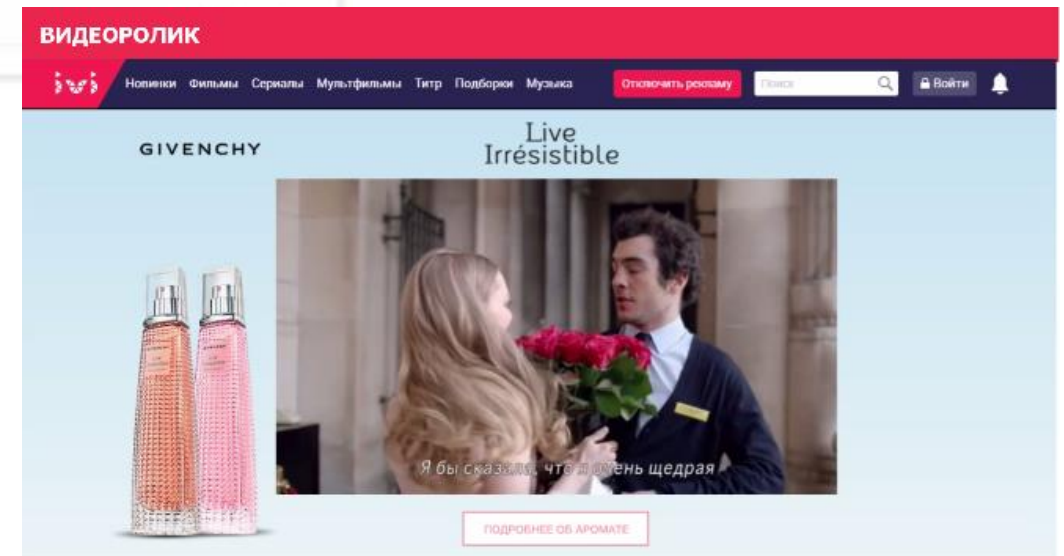 ВИДЕОРОЛИК
ivi Новинки Фильмы Сериалы Мультфильмы Титр Подборки Музыка Отключить рекламу Поиск Войти
GIVENCHY
Live
Irrésistible
Я бы сказала, что я очень щедрая
ПОДРОБНЕЕ ОБ АРОМАТЕ